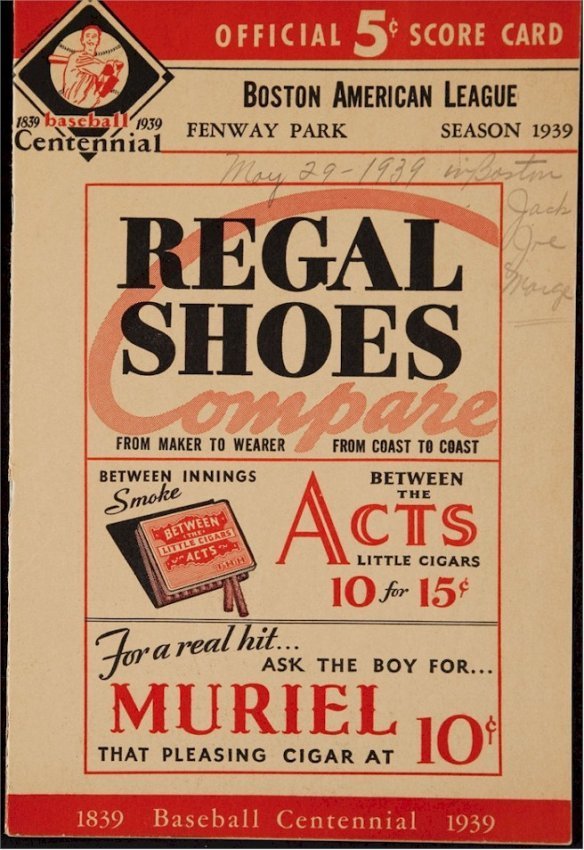 OFFICIAL 5¢ SCORE CARD
BOSTON AMERICAN LEAGUE
FENWAY PARK SEASON 1939
1839 baseball 1939
Centennial
May 29-1939 in Boston
Jack
Joe
Marge
REGAL
SHOES
Compare
FROM MAKER TO WEARER FROM COAST TO COAST
BETWEEN INNINGS
Smoke
BETWEEN
THE
LITTLE CIGARS
ACTS
T·H·H
BETWEEN
THE
ACTS
LITTLE CIGARS
10 for 15¢
For a real hit...
ASK THE BOY FOR...
MURIEL
THAT PLEASING CIGAR AT 10¢
1839 Baseball Centennial 1939